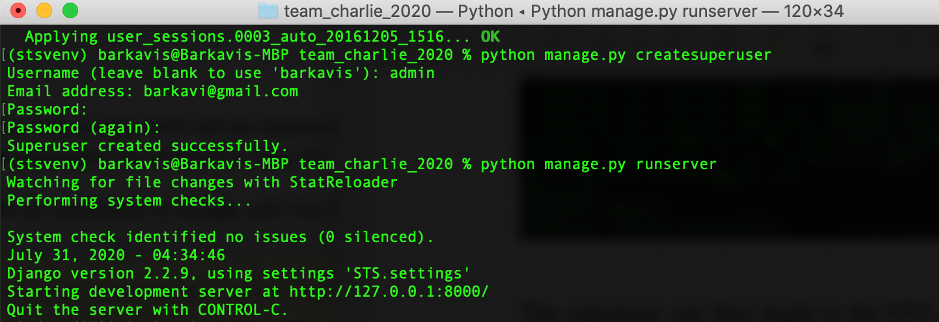 team_charlie_2020 — Python ◂ Python manage.py runserver — 120×34
Applying user_sessions.0003_auto_20161205_1516... OK
[(stsvenv) barkavis@Barkavis-MBP team_charlie_2020 % python manage.py createsuperuser
Username (leave blank to use 'barkavis'): admin
Email address: barkavi@gmail.com
[Password:
[Password (again):
Superuser created successfully.
[(stsvenv) barkavis@Barkavis-MBP team_charlie_2020 % python manage.py runserver
Watching for file changes with StatReloader
Performing system checks...
System check identified no issues (0 silenced).
July 31, 2020 - 04:34:46
Django version 2.2.9, using settings 'STS.settings'
Starting development server at http://127.0.0.1:8000/
Quit the server with CONTROL-C.